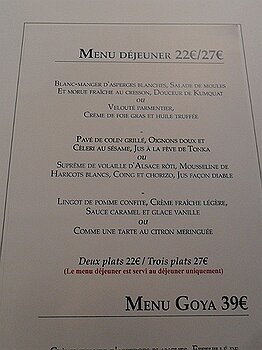 Menu déjeuner 22€/27€
Blanc-manger d'asperges blanches, Salade de moules
Et morue fraîche au cresson, Douceur de Kumquat
ou
Velouté parmentier,
Crème de foie gras et huile truffée
Pavé de colin grillé, Oignons doux et
Céleri au sésame, Jus à la fève de Tonka
ou
Suprême de volaille d'Alsace rôti, Mousseline de
Haricots blancs, Coing et chorizo, Jus façon diable
-
Lingot de pomme confite, Crème fraîche légère,
Sauce caramel et glace vanille
ou
Comme une tarte au citron meringuée
Deux plats 22€ / Trois plats 27€
(Le menu déjeuner est servi au déjeuner uniquement)
Menu Goya 39€